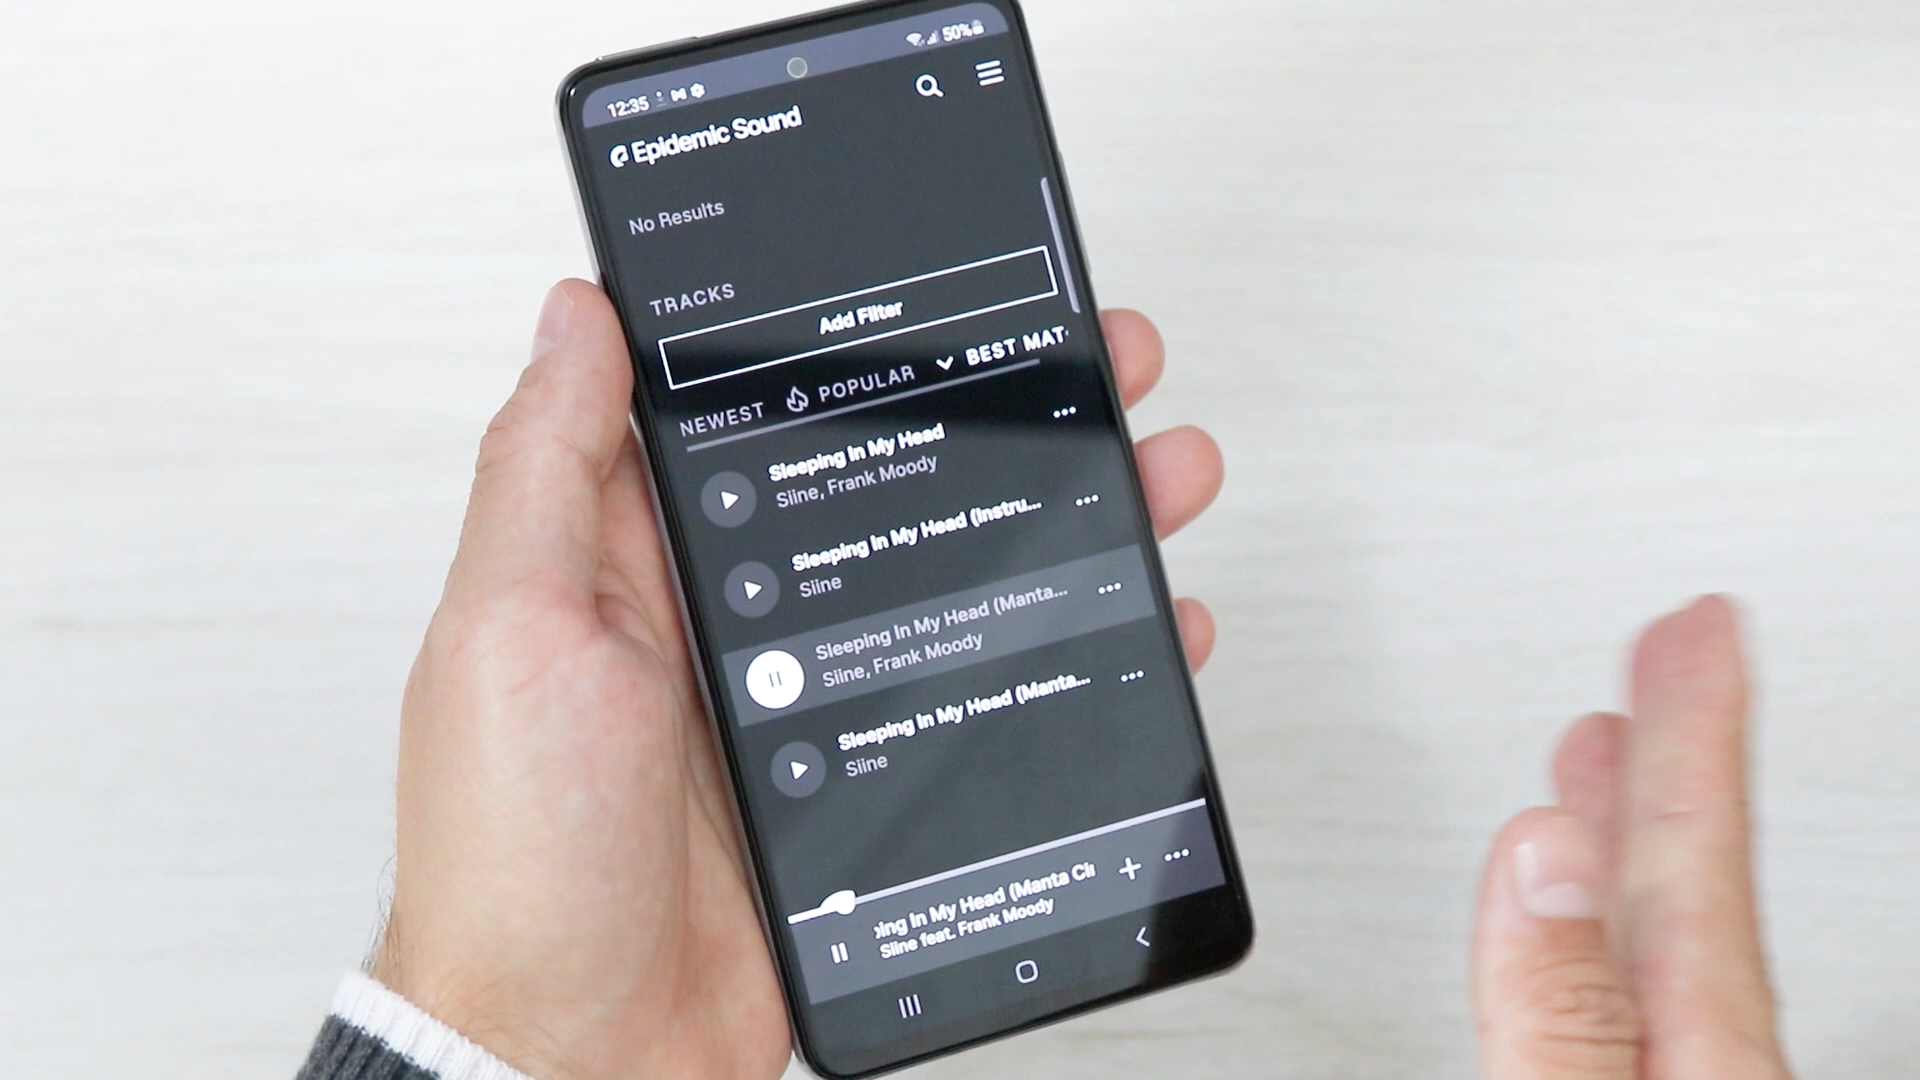 12:35
50%
Epidemic Sound
No Results
TRACKS
Add Filter
NEWEST POPULAR BEST MAT
Sleeping In My Head
Siine, Frank Moody
Sleeping In My Head (Instru...
Siine
Sleeping In My Head (Manta...
Siine, Frank Moody
Sleeping In My Head (Manta...
Siine
ing In My Head (Manta Cir
Siine feat. Frank Moody